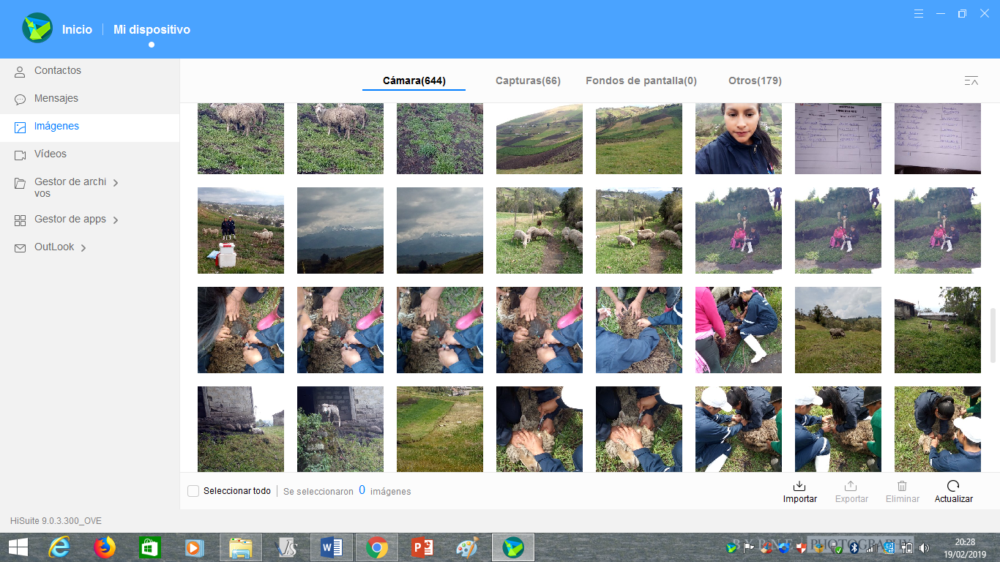 Inicio
Mi dispositivo
Contactos
Mensajes
Imágenes
Vídeos
Gestor de archi
vos
Gestor de apps
OutLook
Cámara(644)
Capturas(66)
Fondos de pantalla(0)
Otros(179)
Seleccionar todo
Se seleccionaron 0 imágenes
Importar
Exportar
Eliminar
Actualizar
HiSuite 9.0.3.300_OVE
PHOTOGRAPHY
20:28
19/02/2019